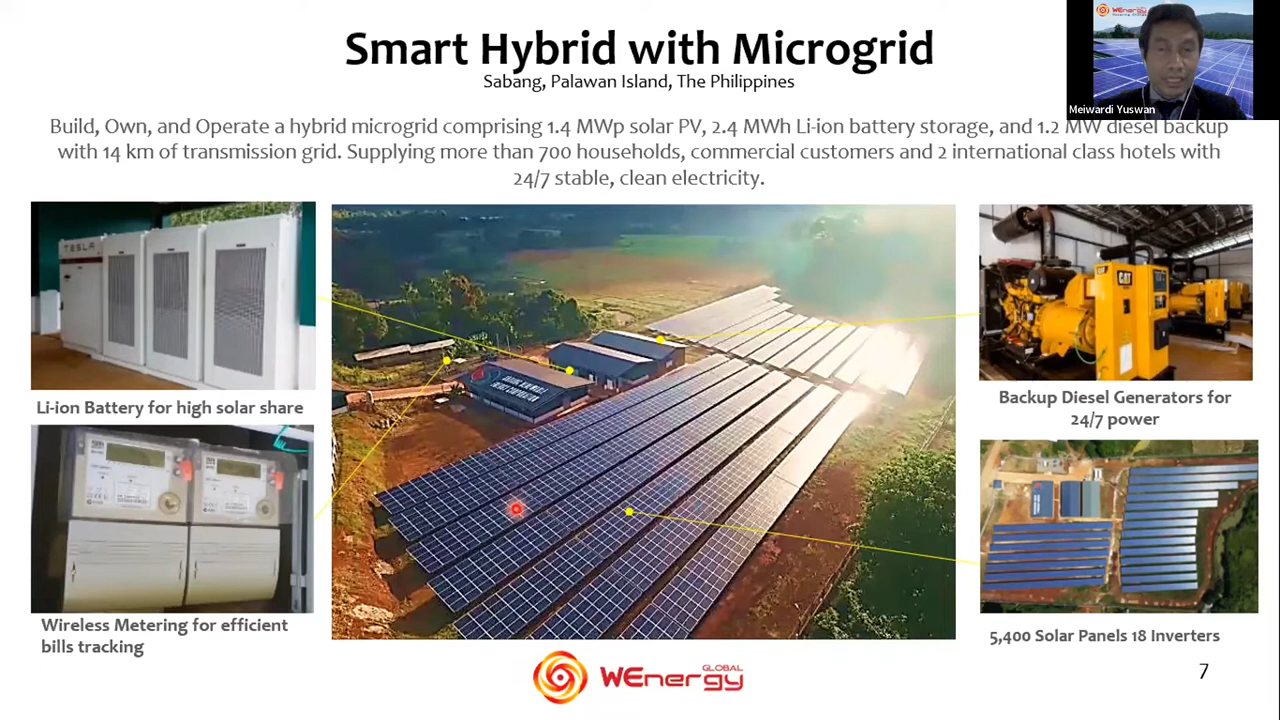 Smart Hybrid with Microgrid
Sabang, Palawan Island, The Philippines
WEnergy
Meiwardi Yuswan
Build, Own, and Operate a hybrid microgrid comprising 1.4 MWp solar PV, 2.4 MWh Li-ion battery storage, and 1.2 MW diesel backup
with 14 km of transmission grid. Supplying more than 700 households, commercial customers and 2 international class hotels with
24/7 stable, clean electricity.
TESLA
CAT
CAT
Li-ion Battery for high solar share
Backup Diesel Generators for
24/7 power
Wireless Metering for efficient
bills tracking
5,400 Solar Panels 18 Inverters
WEnergy
GLOBAL
7